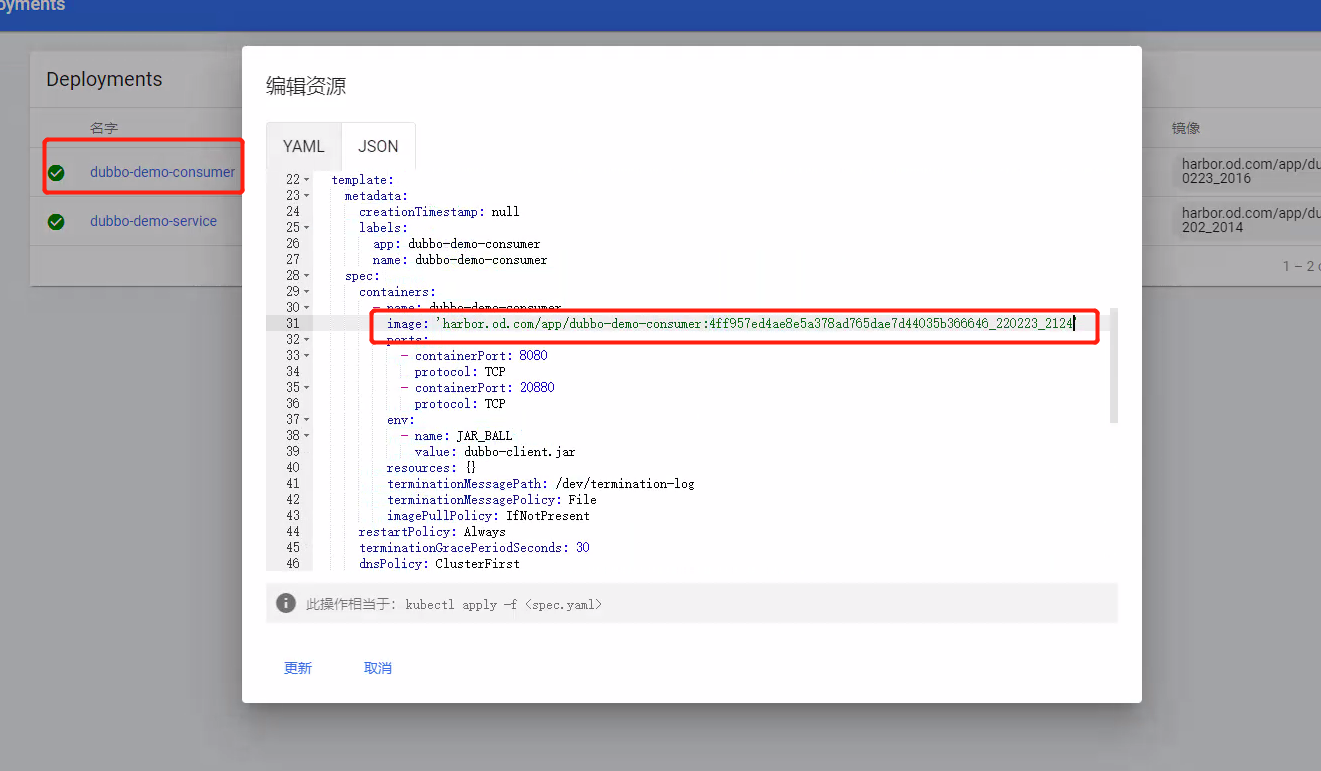 oyments
Deployments
名字
镜像
dubbo-demo-consumer
harbor.od.com/app/du
0223_2016
dubbo-demo-service
harbor.od.com/app/du
202_2014
1 – 2
编辑资源
YAML
JSON
22 template:
23 metadata:
24 creationTimestamp: null
25 labels:
26 app: dubbo-demo-consumer
27 name: dubbo-demo-consumer
28 spec:
29 containers:
30 - name: dubbo-demo-consumer
31 image: 'harbor.od.com/app/dubbo-demo-consumer:4ff957ed4ae8e5a378ad765dae7d44035b366646_220223_2124'
32 ports:
33 - containerPort: 8080
34 protocol: TCP
35 - containerPort: 20880
36 protocol: TCP
37 env:
38 - name: JAR_BALL
39 value: dubbo-client.jar
40 resources: {}
41 terminationMessagePath: /dev/termination-log
42 terminationMessagePolicy: File
43 imagePullPolicy: IfNotPresent
44 restartPolicy: Always
45 terminationGracePeriodSeconds: 30
46 dnsPolicy: ClusterFirst
此操作相当于: kubectl apply -f <spec.yaml>
更新
取消